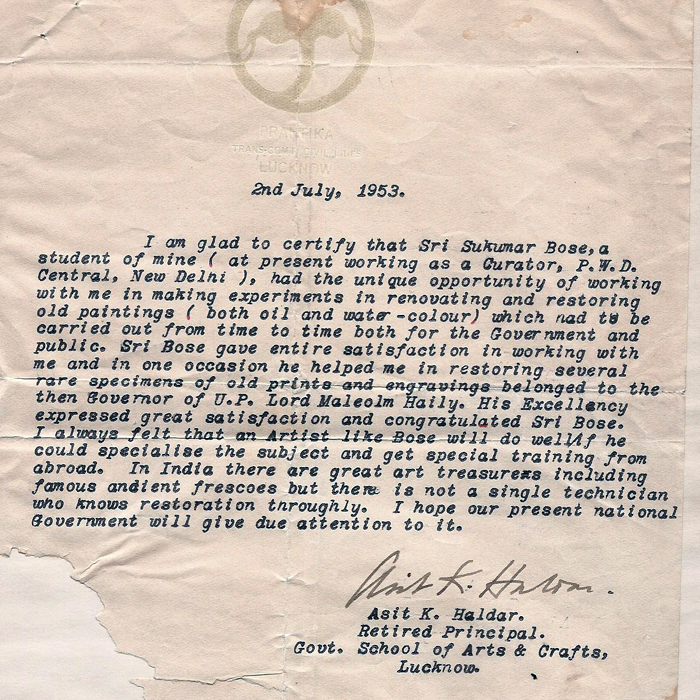 LUCKNOW
2nd July, 1953.
I am glad to certify that Sri Sukumar Bose,a
student of mine ( at present working as a Curator, P.W.D.
Central, New Delhi ), had the unique opportunity of working
with me in making experiments in renovating and restoring
old paintings ( both oil and water-colour) which had to be
carried out from time to time both for the Government and
public. Sri Bose gave entire satisfaction in working with
me and in one occasion he helped me in restoring several
rare specimens of old prints and engravings belonged to the
then Governor of U.P. Lord Malcolm Haily. His Excellency
expressed great satisfaction and congratulated Sri Bose.
I always felt that an Artist like Bose will do well if he
could specialise the subject and get special training from
abroad. In India there are great art treasures including
famous andient frescoes but there is not a single technician
who knows restoration throughly. I hope our present national
Government will give due attention to it.
Asit K. Haldar.
Asit K. Haldar.
Retired Principal.
Govt. School of Arts & Crafts,
Lucknow.